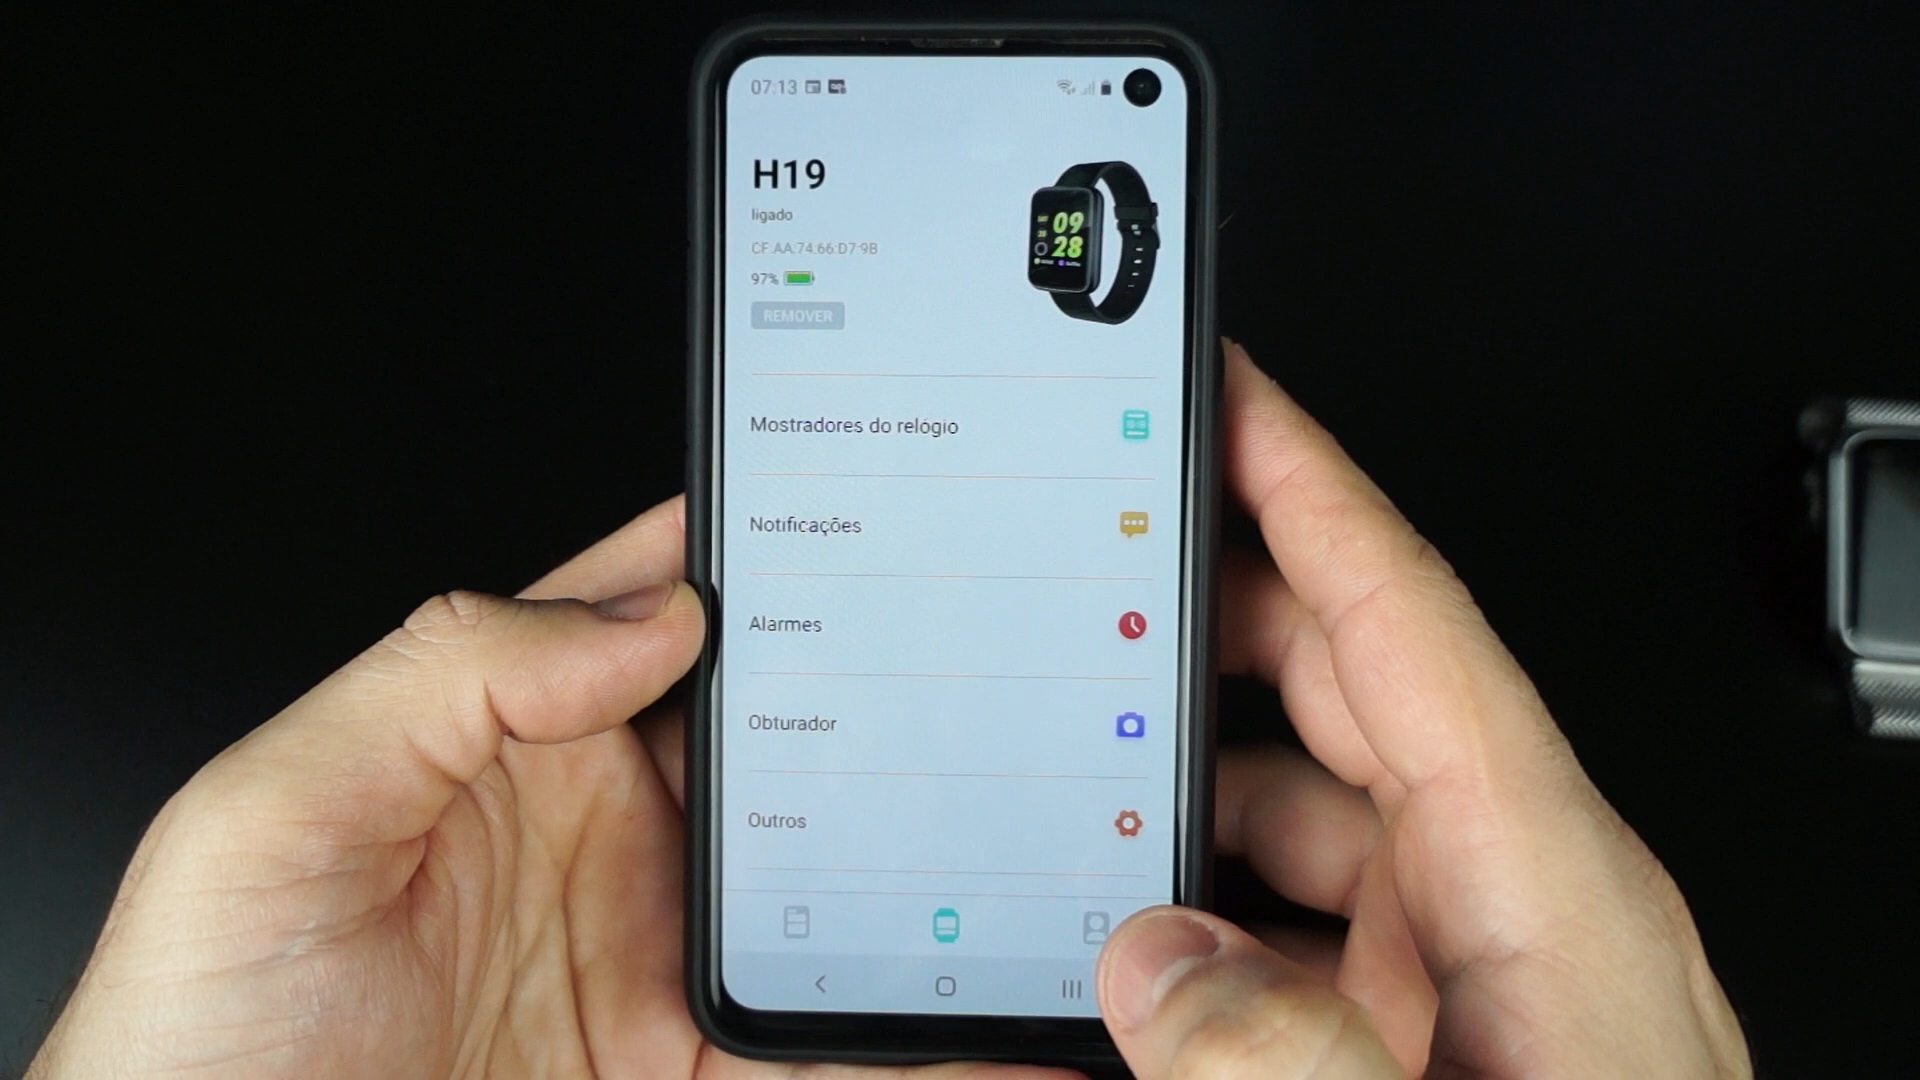 07:13
H19
ligado
CF:AA:74:66:D7:9B
97%
REMOVER
09
28
Mostradores do relógio
Notificações
Alarmes
Obturador
Outros